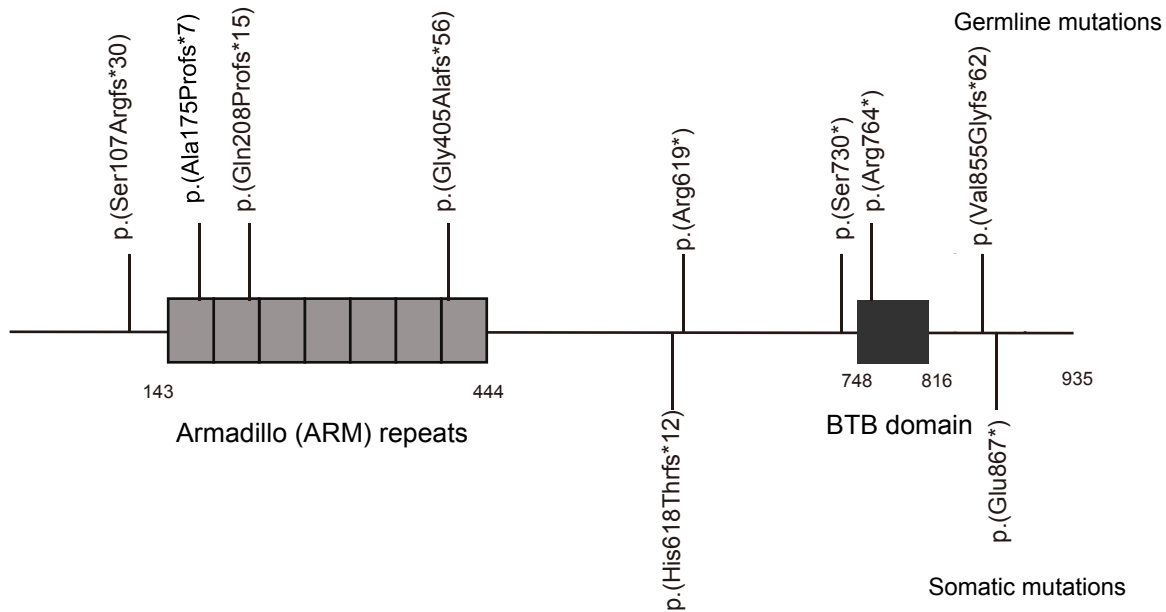 Germline mutations
p.(Ser107Argfs*30)
p.(Ala175Profs*7)
p.(Gln208Profs*15)
p.(Gly405Alafs*56)
p.(Arg619*)
p.(Ser730*)
p.(Arg764*)
p.(Val855Glyfs*62)
143
444
748
816
935
Armadillo (ARM) repeats
BTB domain
p.(His618Thrfs*12)
p.(Glu867*)
Somatic mutations